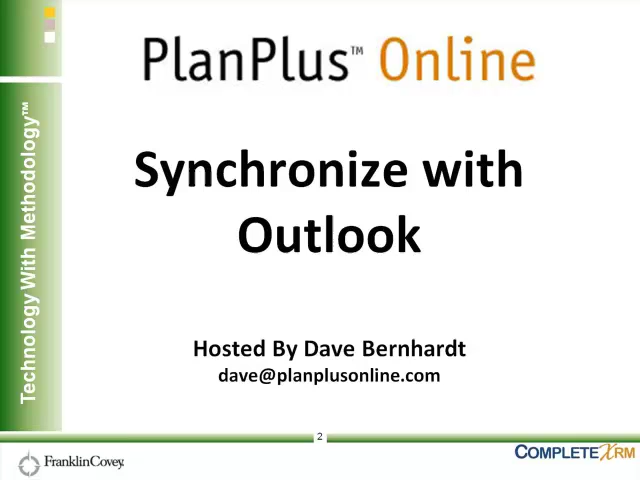 PlanPlus™ Online
Technology With Methodology™
Synchronize with
Outlook
Hosted By Dave Bernhardt
dave@planplusonline.com
2
FranklinCovey.
COMPLETEXRM